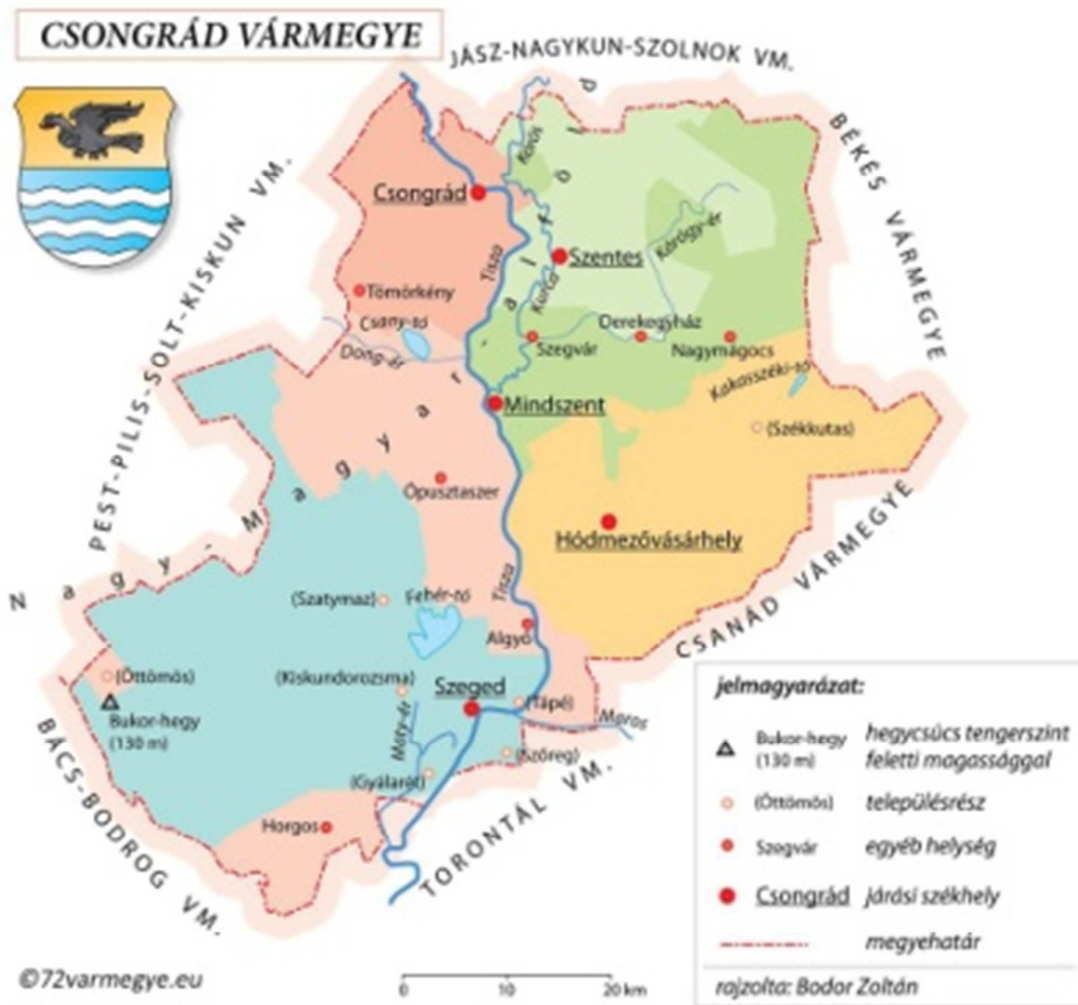 CSONGRÁD VÁRMEGYE
JÁSZ-NAGYKUN-SZOLNOK VM.
BÉKÉS VÁRMEGYE
PEST-PILIS-SOLT-KISKUN VM.
Nagy-Magyar-Alföld
Körös
Csongrád
Tisza
Szentes
Kórógy-ér
Kurca
Tömörkény
Csany-tó
Dong-ér
Szegvár
Derekegyház
Nagymágocs
Kakasszéki-tó
Mindszent
(Székkutas)
Ópusztaszer
Hódmezővásárhely
CSANÁD VÁRMEGYE
Tisza
(Szatymaz)
Fehér-tó
Algyő
(Öttömös)
Bukor-hegy
(130 m)
(Kiskundorozsma)
Szeged
(Tápé)
Maros
Maty-ér
(Szőreg)
(Gyálarét)
Horgos
BÁCS-BODROG VM.
TORONTÁL VM.
jelmagyarázat:
Bukor-hegy
(130 m)
hegycsúcs tengerszint
feletti magassággal
(Öttömös) településrész
Szegvár egyéb helység
Csongrád járási székhely
megyehatár
rajzolta: Bodor Zoltán
©72varmegye.eu
0 10 20 km